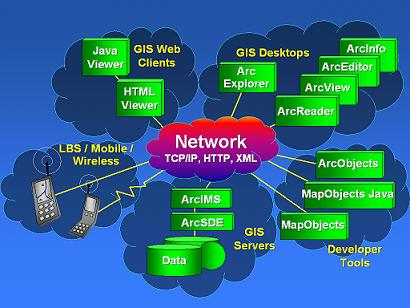 Java
Viewer
HTML
Viewer
GIS Web
Clients
GIS Desktops
Arc
Explorer
ArcInfo
ArcEditor
ArcView
ArcReader
LBS / Mobile /
Wireless
Network
TCP/IP, HTTP, XML
ArcIMS
ArcSDE
Data
GIS
Servers
ArcObjects
MapObjects Java
MapObjects
Developer
Tools